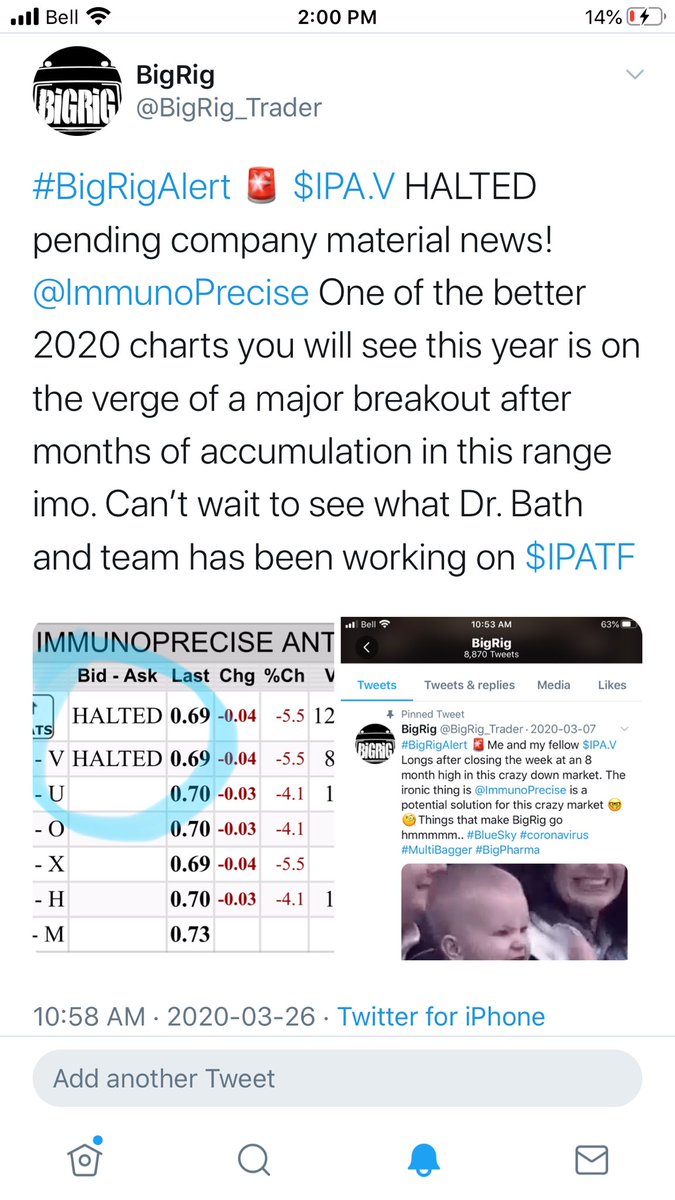 Bell 2:00 PM 14%
BigRig
@BigRig_Trader
BiGRiG
#BigRigAlert 🚨 $IPA.V HALTED
pending company material news!
@ImmunoPrecise One of the better
2020 charts you will see this year is on
the verge of a major breakout after
months of accumulation in this range
imo. Can’t wait to see what Dr. Bath
and team has been working on $IPATF
IMMUNOPRECISE ANT
Bid - Ask Last Chg %Ch
HALTED 0.69 -0.04 -5.5 12
- V HALTED 0.69 -0.04 -5.5 8
- U 0.70 -0.03 -4.1 1
- O 0.70 -0.03 -4.1
- X 0.69 -0.04 -5.5
- H 0.70 -0.03 -4.1 1
- M 0.73
Bell 10:53 AM 63%
BigRig
8,870 Tweets
Tweets Tweets & replies Media Likes
Pinned Tweet
BigRig @BigRig_Trader · 2020-03-07
BiGRiG
#BigRigAlert 🚨 Me and my fellow $IPA.V
Longs after closing the week at an 8
month high in this crazy down market. The
ironic thing is @ImmunoPrecise is a
potential solution for this crazy market 🤓
🧐 Things that make BigRig go
hmmmmm.. #BlueSky #coronavirus
#MultiBagger #BigPharma
10:58 AM · 2020-03-26 · Twitter for iPhone
Add another Tweet